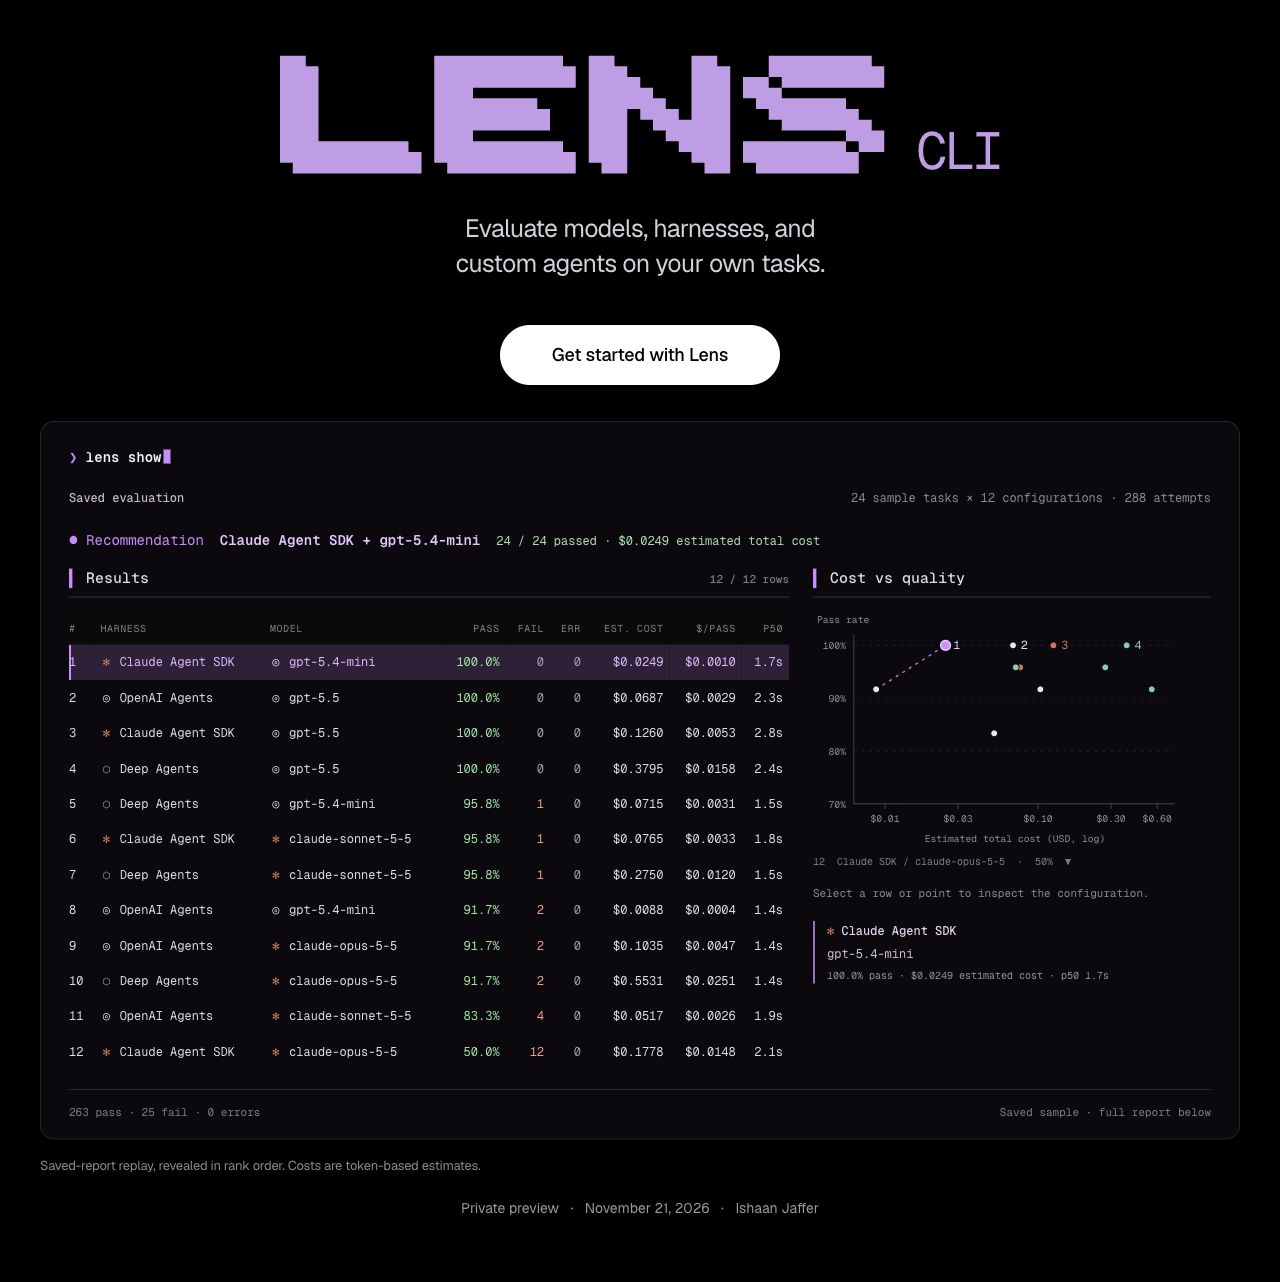 LENS CLI
Evaluate models, harnesses, and
custom agents on your own tasks.
Get started with Lens
❯ lens show
Saved evaluation 24 sample tasks × 12 configurations · 288 attempts
● Recommendation Claude Agent SDK + gpt-5.4-mini 24 / 24 passed · $0.0249 estimated total cost
Results 12 / 12 rows
# HARNESS MODEL PASS FAIL ERR EST. COST $/PASS P50
1 Claude Agent SDK gpt-5.4-mini 100.0% 0 0 $0.0249 $0.0010 1.7s
2 OpenAI Agents gpt-5.5 100.0% 0 0 $0.0687 $0.0029 2.3s
3 Claude Agent SDK gpt-5.5 100.0% 0 0 $0.1260 $0.0053 2.8s
4 Deep Agents gpt-5.5 100.0% 0 0 $0.3795 $0.0158 2.4s
5 Deep Agents gpt-5.4-mini 95.8% 1 0 $0.0715 $0.0031 1.5s
6 Claude Agent SDK claude-sonnet-5-5 95.8% 1 0 $0.0765 $0.0033 1.8s
7 Deep Agents claude-sonnet-5-5 95.8% 1 0 $0.2750 $0.0120 1.5s
8 OpenAI Agents gpt-5.4-mini 91.7% 2 0 $0.0088 $0.0004 1.4s
9 OpenAI Agents claude-opus-5-5 91.7% 2 0 $0.1035 $0.0047 1.4s
10 Deep Agents claude-opus-5-5 91.7% 2 0 $0.5531 $0.0251 1.4s
11 OpenAI Agents claude-sonnet-5-5 83.3% 4 0 $0.0517 $0.0026 1.9s
12 Claude Agent SDK claude-opus-5-5 50.0% 12 0 $0.1778 $0.0148 2.1s
Cost vs quality
Pass rate
100% 1 2 3 4
90%
80%
70%
$0.01 $0.03 $0.10 $0.30 $0.60
Estimated total cost (USD, log)
12 Claude SDK / claude-opus-5-5 · 50% ▼
Select a row or point to inspect the configuration.
Claude Agent SDK
gpt-5.4-mini
100.0% pass · $0.0249 estimated cost · p50 1.7s
263 pass · 25 fail · 0 errors Saved sample · full report below
Saved-report replay, revealed in rank order. Costs are token-based estimates.
Private preview · November 21, 2026 · Ishaan Jaffer